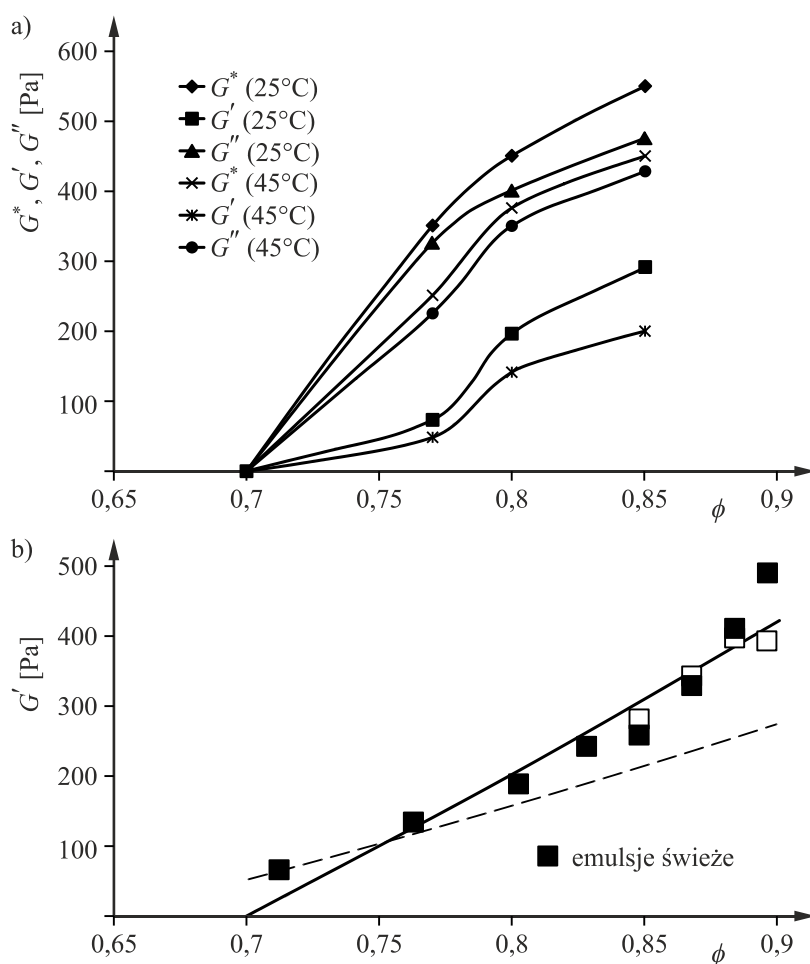 a)
G*, G′, G″ [Pa]
600
500
400
300
200
100
G* (25°C)
G′ (25°C)
G″ (25°C)
G* (45°C)
G′ (45°C)
G″ (45°C)
0,65 0,7 0,75 0,8 0,85 ϕ 0,9
b)
G′ [Pa]
500
400
300
200
100
emulsje świeże
0,65 0,7 0,75 0,8 0,85 ϕ 0,9